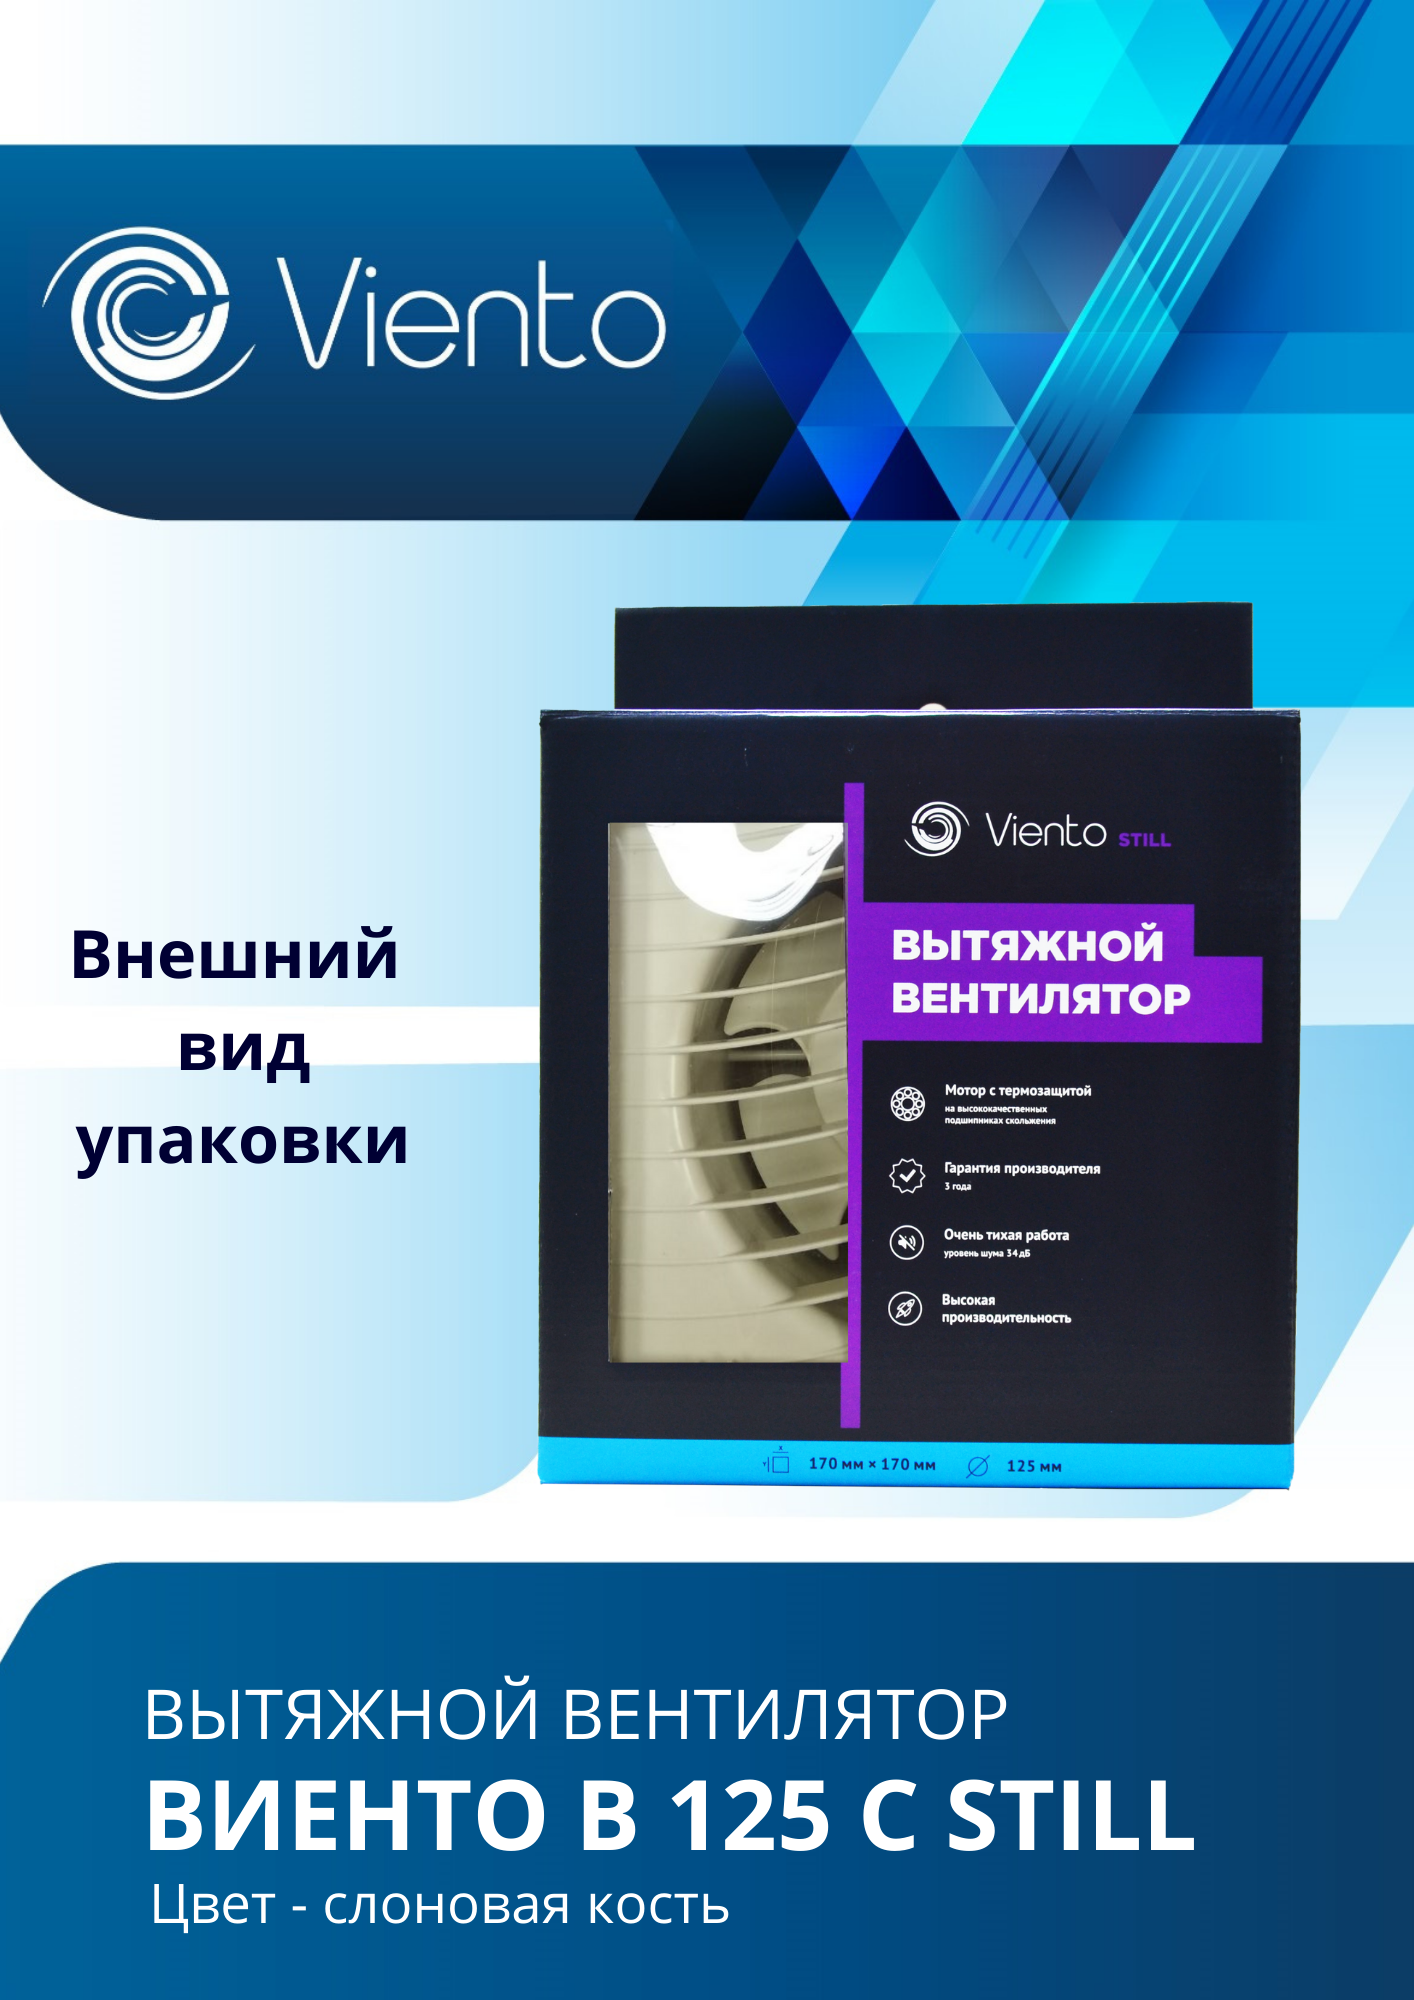 Viento
Внешний
вид
упаковки
Viento STILL
ВЫТЯЖНОЙ
ВЕНТИЛЯТОР
Мотор с термозащитой
на высококачественных
подшипниках скольжения
Гарантия производителя
3 года
Очень тихая работа
уровень шума 34 дБ
Высокая
производительность
X
Y
170 мм × 170 мм
125 мм
ВЫТЯЖНОЙ ВЕНТИЛЯТОР
ВИЕНТО В 125 С STILL
Цвет - слоновая кость